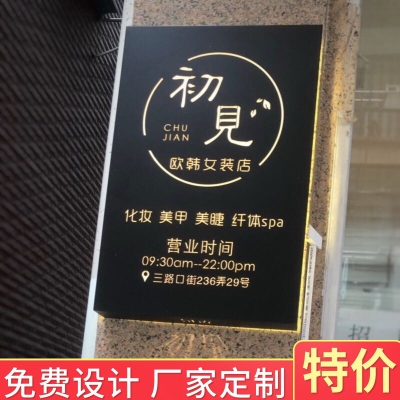 初見
CHU
JIAN
欧韩女装店
化妆 美甲 美睫 纤体spa
营业时间
09:30am--22:00pm
三路口街236弄29号
招
免费设计 厂家定制
特价